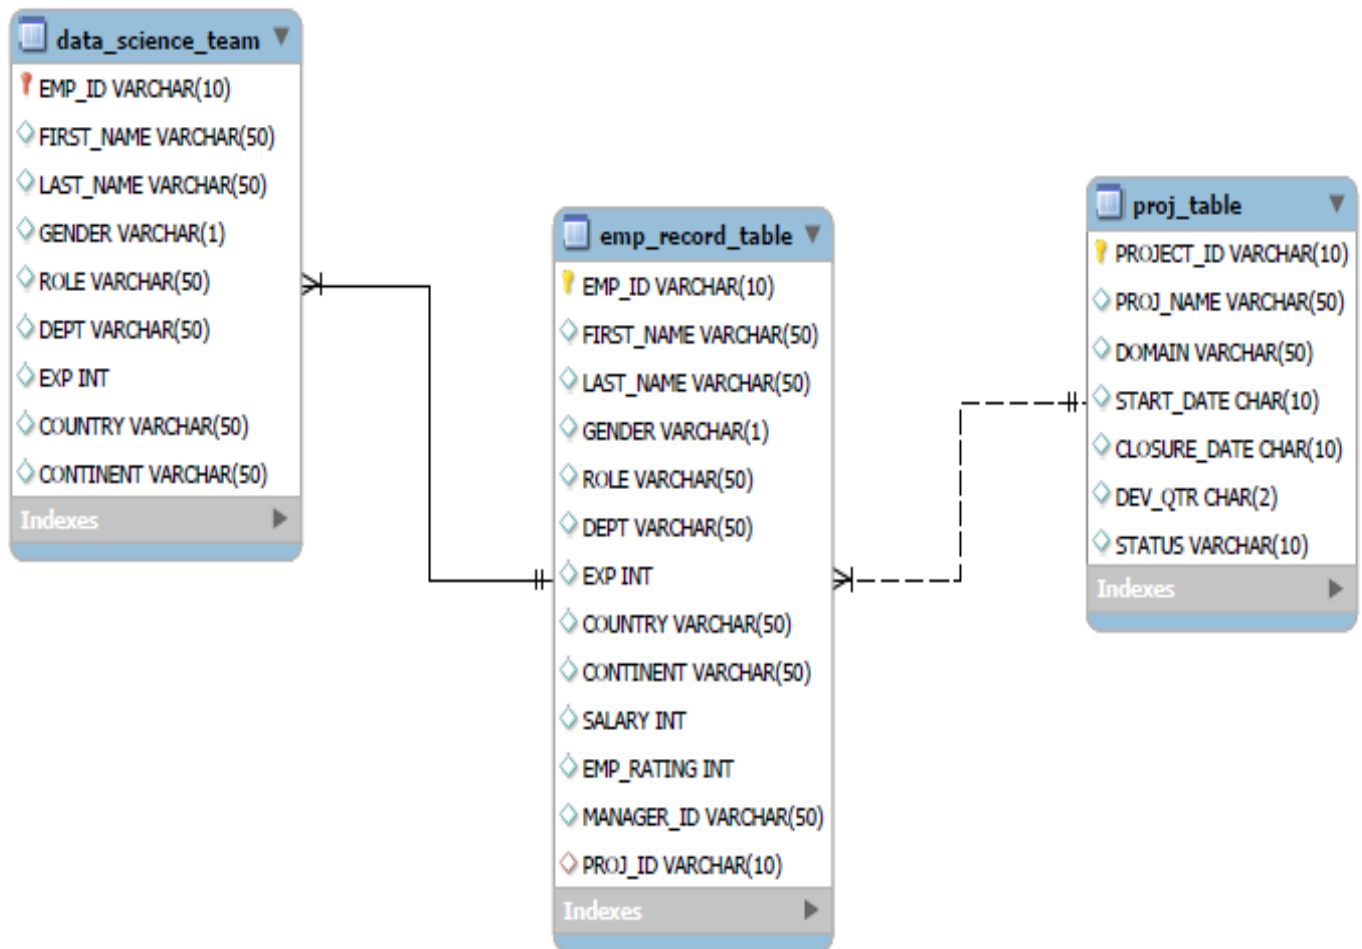 data_science_team
EMP_ID VARCHAR(10)
FIRST_NAME VARCHAR(50)
LAST_NAME VARCHAR(50)
GENDER VARCHAR(1)
ROLE VARCHAR(50)
DEPT VARCHAR(50)
EXP INT
COUNTRY VARCHAR(50)
CONTINENT VARCHAR(50)
Indexes
emp_record_table
EMP_ID VARCHAR(10)
FIRST_NAME VARCHAR(50)
LAST_NAME VARCHAR(50)
GENDER VARCHAR(1)
ROLE VARCHAR(50)
DEPT VARCHAR(50)
EXP INT
COUNTRY VARCHAR(50)
CONTINENT VARCHAR(50)
SALARY INT
EMP_RATING INT
MANAGER_ID VARCHAR(50)
PROJ_ID VARCHAR(10)
Indexes
proj_table
PROJECT_ID VARCHAR(10)
PROJ_NAME VARCHAR(50)
DOMAIN VARCHAR(50)
START_DATE CHAR(10)
CLOSURE_DATE CHAR(10)
DEV_QTR CHAR(2)
STATUS VARCHAR(10)
Indexes